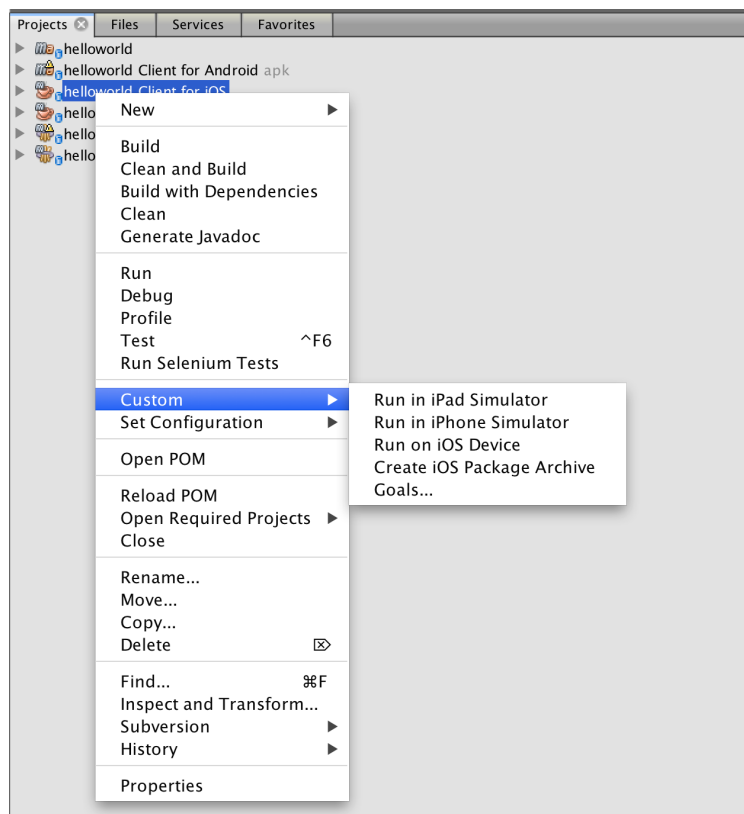 Projects Files Services Favorites
helloworld
helloworld Client for Android apk
helloworld Client for iOS
hello
hello
hello
New
Build
Clean and Build
Build with Dependencies
Clean
Generate Javadoc
Run
Debug
Profile
Test ^F6
Run Selenium Tests
Custom
Set Configuration
Open POM
Reload POM
Open Required Projects
Close
Rename...
Move...
Copy...
Delete ⌦
Find... ⌘F
Inspect and Transform...
Subversion
History
Properties
Run in iPad Simulator
Run in iPhone Simulator
Run on iOS Device
Create iOS Package Archive
Goals...